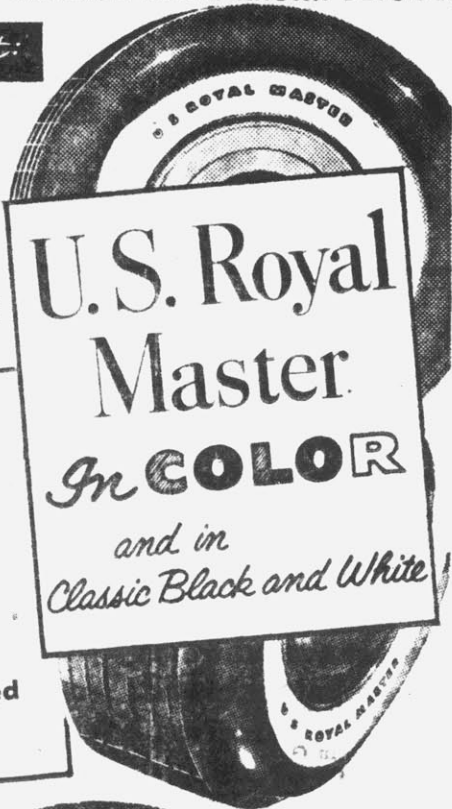 U S ROYAL MASTER
U.S. Royal
Master
In COLOR
and in
Classic Black and White
U S ROYAL MASTER